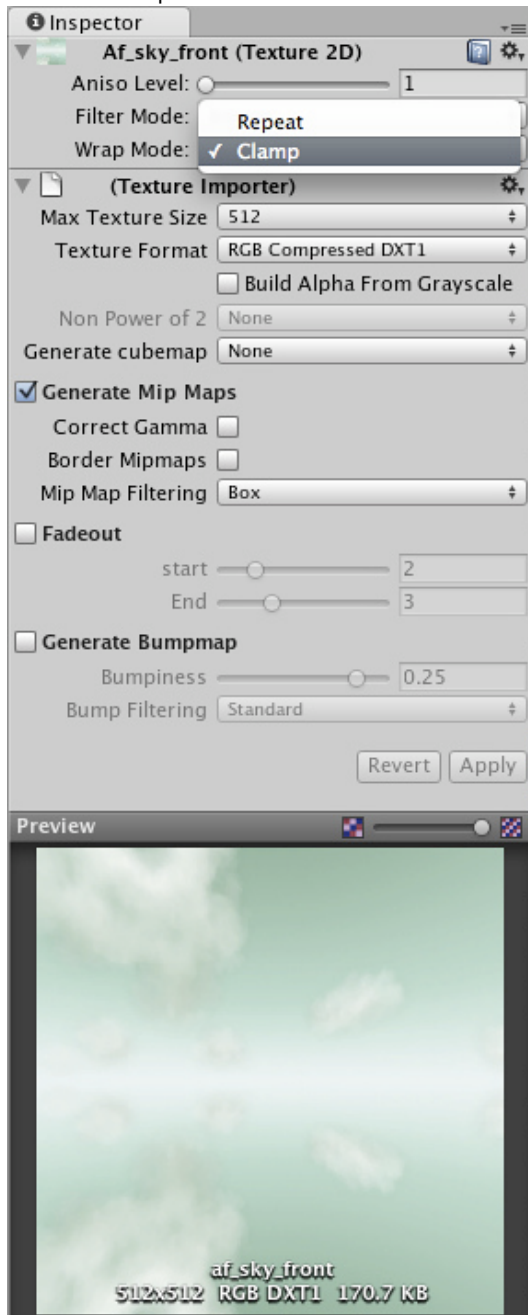 Inspector
Af_sky_front (Texture 2D)
Aniso Level: 1
Filter Mode:
Repeat
Wrap Mode: ✓ Clamp
(Texture Importer)
Max Texture Size 512
Texture Format RGB Compressed DXT1
Build Alpha From Grayscale
Non Power of 2 None
Generate cubemap None
Generate Mip Maps
Correct Gamma
Border Mipmaps
Mip Map Filtering Box
Fadeout
start 2
End 3
Generate Bumpmap
Bumpiness 0.25
Bump Filtering Standard
Revert Apply
Preview
af_sky_front
512x512 RGB DXT1 170.7 KB